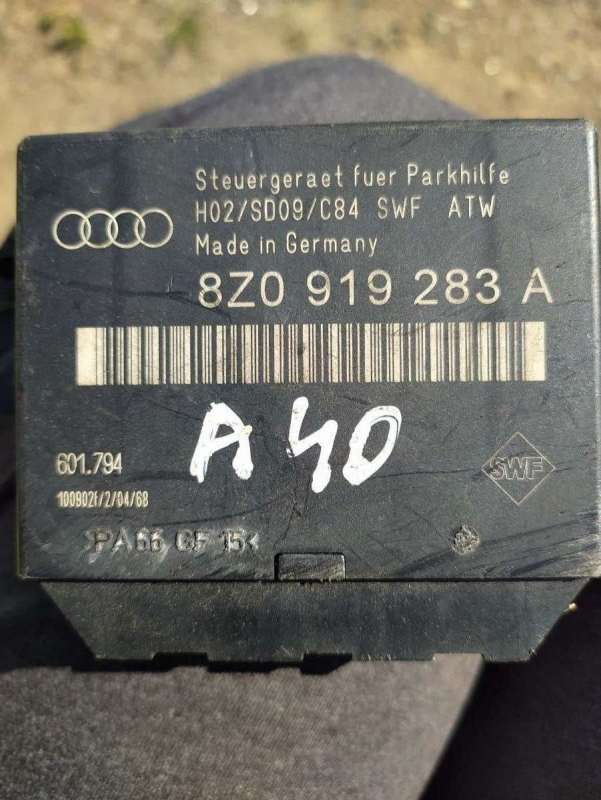 Steuergeraet fuer Parkhilfe
H02/SD09/C84 SWF ATW
Made in Germany
8Z0 919 283 A
A40
601.794
SWF
100902f/2/04/68
>PA66 GF 15<